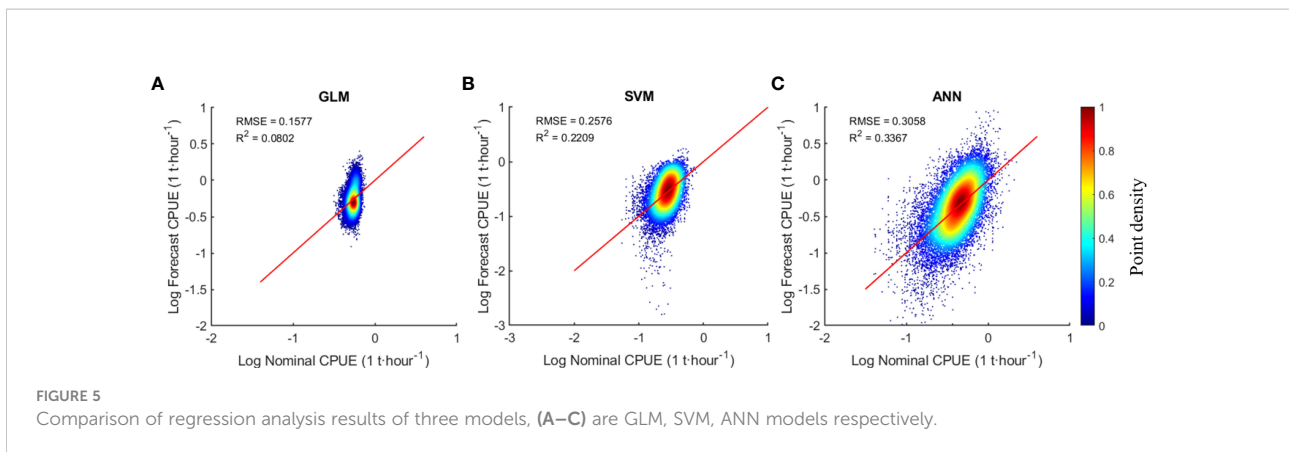 A
GLM
RMSE = 0.1577
R² = 0.0802
1
0.5
0
-0.5
-1
-1.5
-2
-2
-1
0
1
Log Forecast CPUE (1 t·hour⁻¹)
Log Nominal CPUE (1 t·hour⁻¹)
B
SVM
RMSE = 0.2576
R² = 0.2209
1
0
-1
-2
-3
-3
-2
-1
0
1
Log Forecast CPUE (1 t·hour⁻¹)
Log Nominal CPUE (1 t·hour⁻¹)
C
ANN
RMSE = 0.3058
R² = 0.3367
1
0.5
0
-0.5
-1
-1.5
-2
-2
-1
0
1
Log Forecast CPUE (1 t·hour⁻¹)
Log Nominal CPUE (1 t·hour⁻¹)
1
0.8
0.6
0.4
0.2
0
Point density
FIGURE 5
Comparison of regression analysis results of three models, (A–C) are GLM, SVM, ANN models respectively.